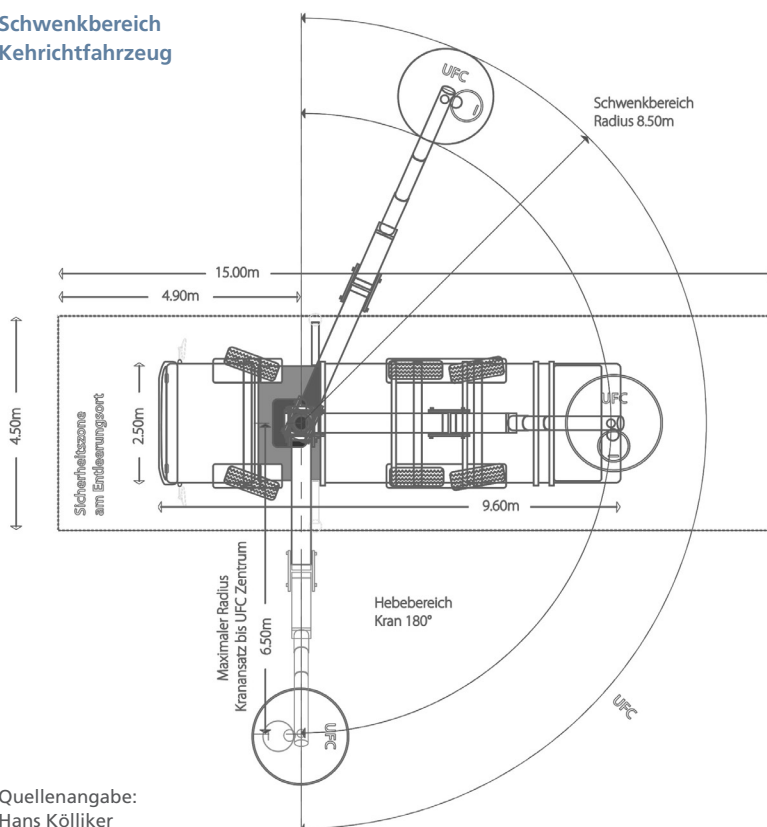 Schwenkbereich
Kehrichtfahrzeug
UFC
Schwenkbereich
Radius 8.50m
15.00m
4.90m
4.50m
Sicherheitszone
am Entleerungsort
2.50m
UFC
9.60m
Maximaler Radius
Kranansatz bis UFC Zentrum
6.50m
Hebebereich
Kran 180°
UFC
UFC
Quellenangabe:
Hans Kölliker